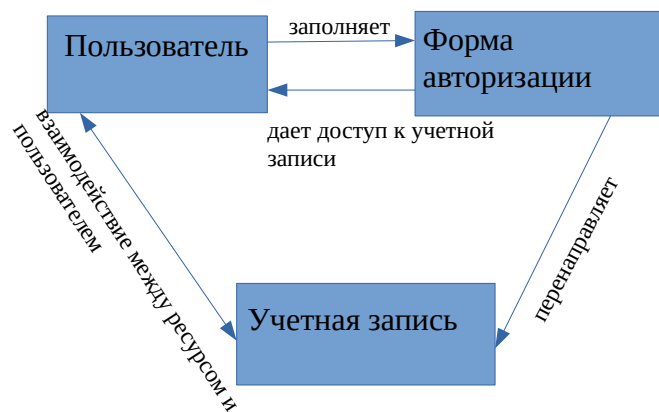 Пользователь
заполняет
Форма
авторизации
дает доступ к учетной
записи
взаимодействие между ресурсом и
пользователем
перенаправляет
Учетная запись